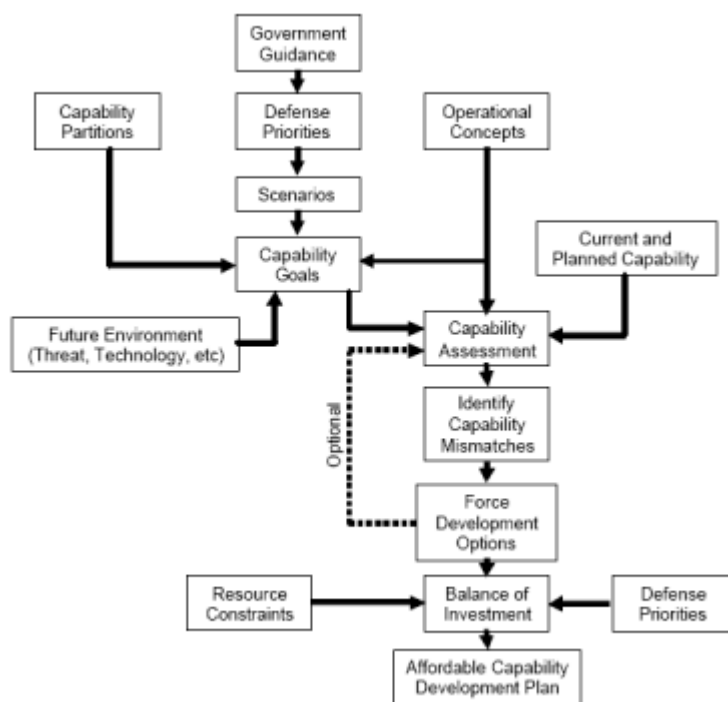 Government
Guidance
Capability
Partitions
Defense
Priorities
Operational
Concepts
Scenarios
Capability
Goals
Current and
Planned Capability
Future Environment
(Threat, Technology, etc)
Capability
Assessment
Optional
Identify
Capability
Mismatches
Force
Development
Options
Resource
Constraints
Balance of
Investment
Defense
Priorities
Affordable Capability
Development Plan